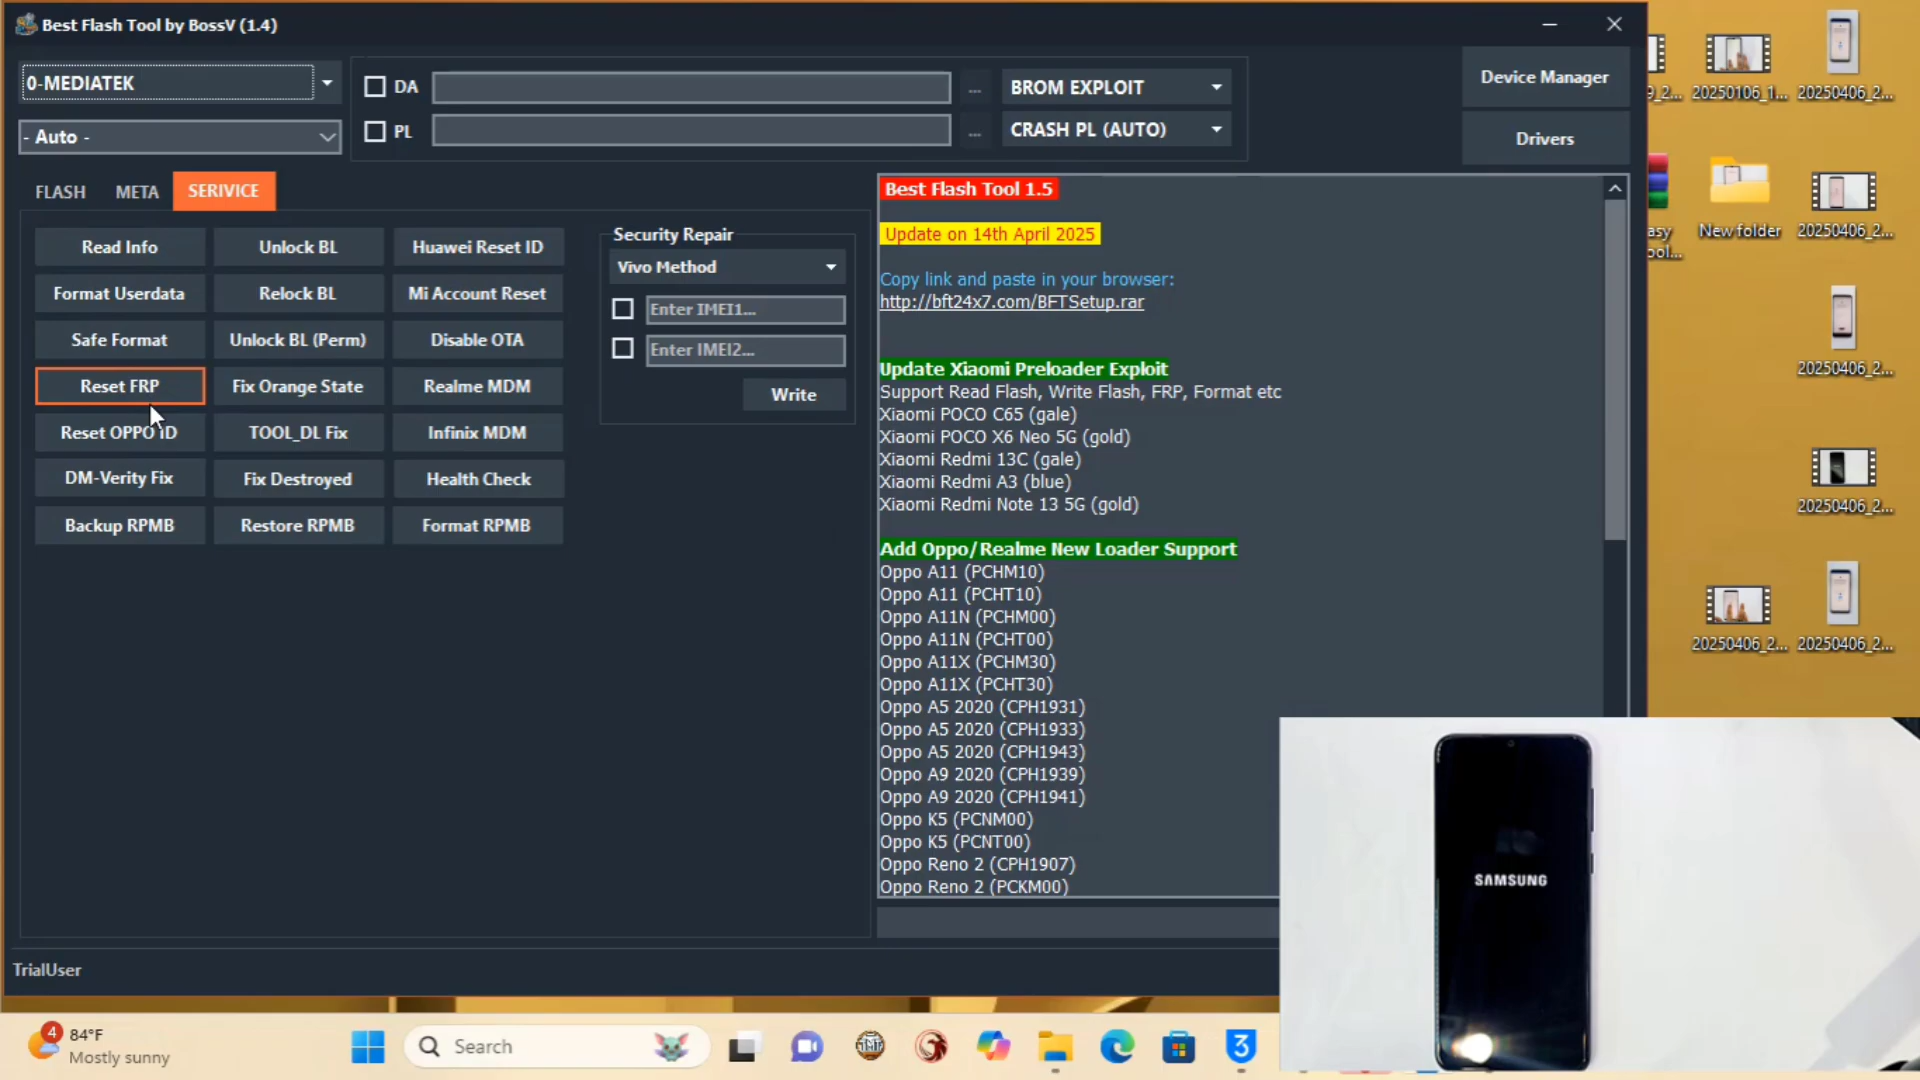 Best Flash Tool by BossV (1.4)
0-MEDIATEK
- Auto -
DA
...
BROM EXPLOIT
PL
...
CRASH PL (AUTO)
Device Manager
Drivers
FLASH
META
SERIVICE
Read Info
Unlock BL
Huawei Reset ID
Format Userdata
Relock BL
Mi Account Reset
Safe Format
Unlock BL (Perm)
Disable OTA
Reset FRP
Fix Orange State
Realme MDM
Reset OPPO ID
TOOL_DL Fix
Infinix MDM
DM-Verity Fix
Fix Destroyed
Health Check
Backup RPMB
Restore RPMB
Format RPMB
Security Repair
Vivo Method
Enter IMEI1...
Enter IMEI2...
Write
Best Flash Tool 1.5
Update on 14th April 2025
Copy link and paste in your browser:
http://bft24x7.com/BFTSetup.rar
Update Xiaomi Preloader Exploit
Support Read Flash, Write Flash, FRP, Format etc
Xiaomi POCO C65 (gale)
Xiaomi POCO X6 Neo 5G (gold)
Xiaomi Redmi 13C (gale)
Xiaomi Redmi A3 (blue)
Xiaomi Redmi Note 13 5G (gold)
Add Oppo/Realme New Loader Support
Oppo A11 (PCHM10)
Oppo A11 (PCHT10)
Oppo A11N (PCHM00)
Oppo A11N (PCHT00)
Oppo A11X (PCHM30)
Oppo A11X (PCHT30)
Oppo A5 2020 (CPH1931)
Oppo A5 2020 (CPH1933)
Oppo A5 2020 (CPH1943)
Oppo A9 2020 (CPH1939)
Oppo A9 2020 (CPH1941)
Oppo K5 (PCNM00)
Oppo K5 (PCNT00)
Oppo Reno 2 (CPH1907)
Oppo Reno 2 (PCKM00)
TrialUser
9_2...
20250106_1...
20250406_2...
asy
ool...
New folder
20250406_2...
20250406_2...
20250406_2...
20250406_2...
20250406_2...
SAMSUNG
4
84°F
Mostly sunny
Search
3